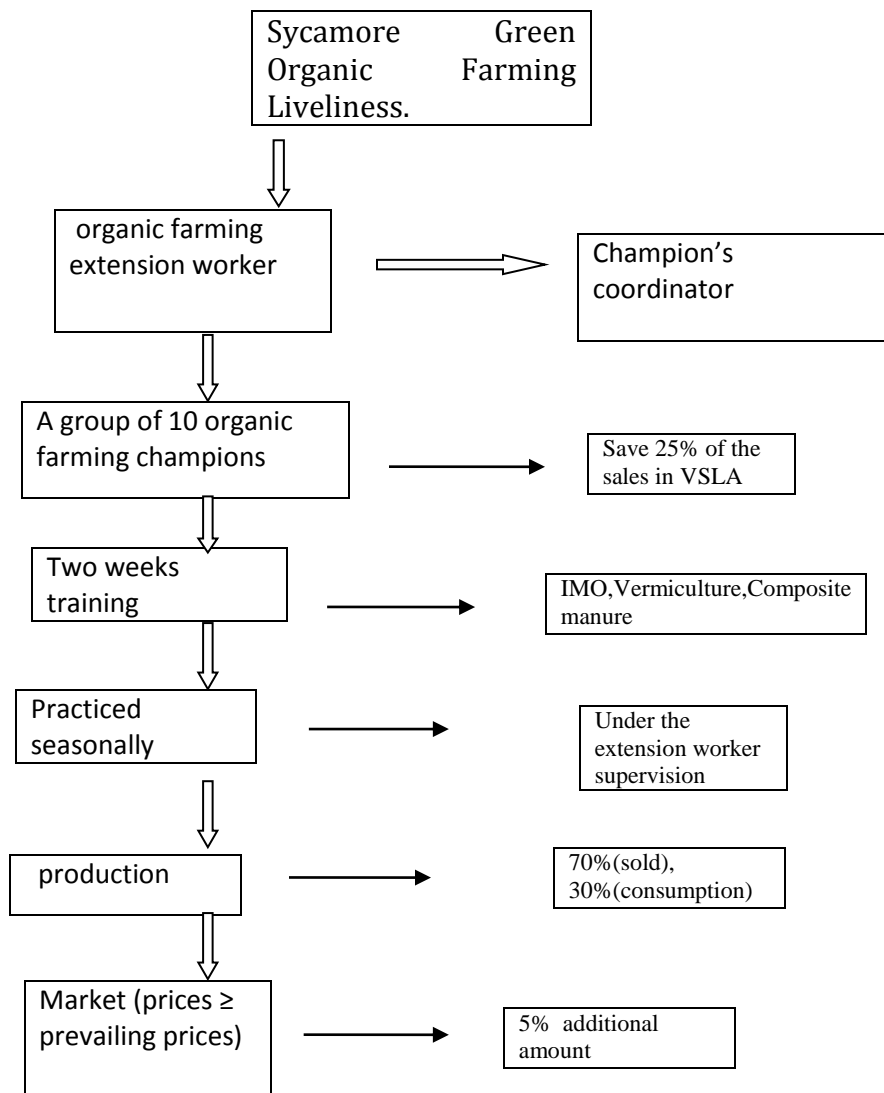 Sycamore Green
Organic Farming
Liveliness.
organic farming
extension worker
Champion’s
coordinator
A group of 10 organic
farming champions
Save 25% of the
sales in VSLA
Two weeks
training
IMO,Vermiculture,Composite
manure
Practiced
seasonally
Under the
extension worker
supervision
production
70%(sold),
30%(consumption)
Market (prices ≥
prevailing prices)
5% additional
amount